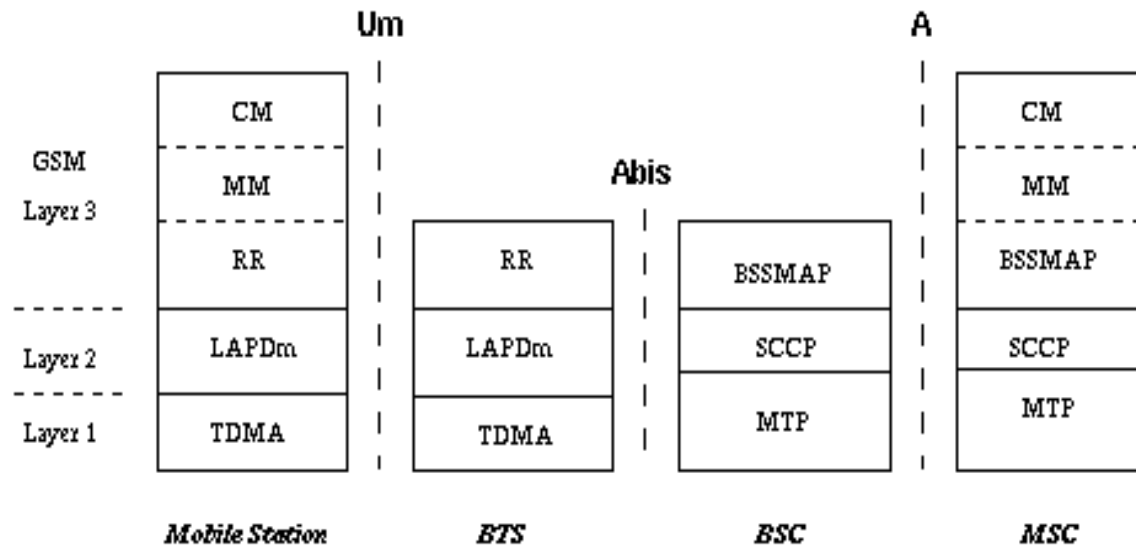 Um
A
Abis
GSM
Layer 3
Layer 2
Layer 1
CM
MM
RR
LAPDm
TDMA
Mobile Station
RR
LAPDm
TDMA
BTS
BSSMAP
SCCP
MTP
BSC
CM
MM
BSSMAP
SCCP
MTP
MSC